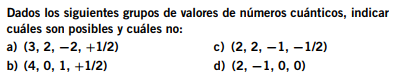 Dados los siguientes grupos de valores de números cuánticos, indicar
cuáles son posibles y cuáles no:
a) (3, 2, −2, +1/2) c) (2, 2, −1, −1/2)
b) (4, 0, 1, +1/2) d) (2, −1, 0, 0)